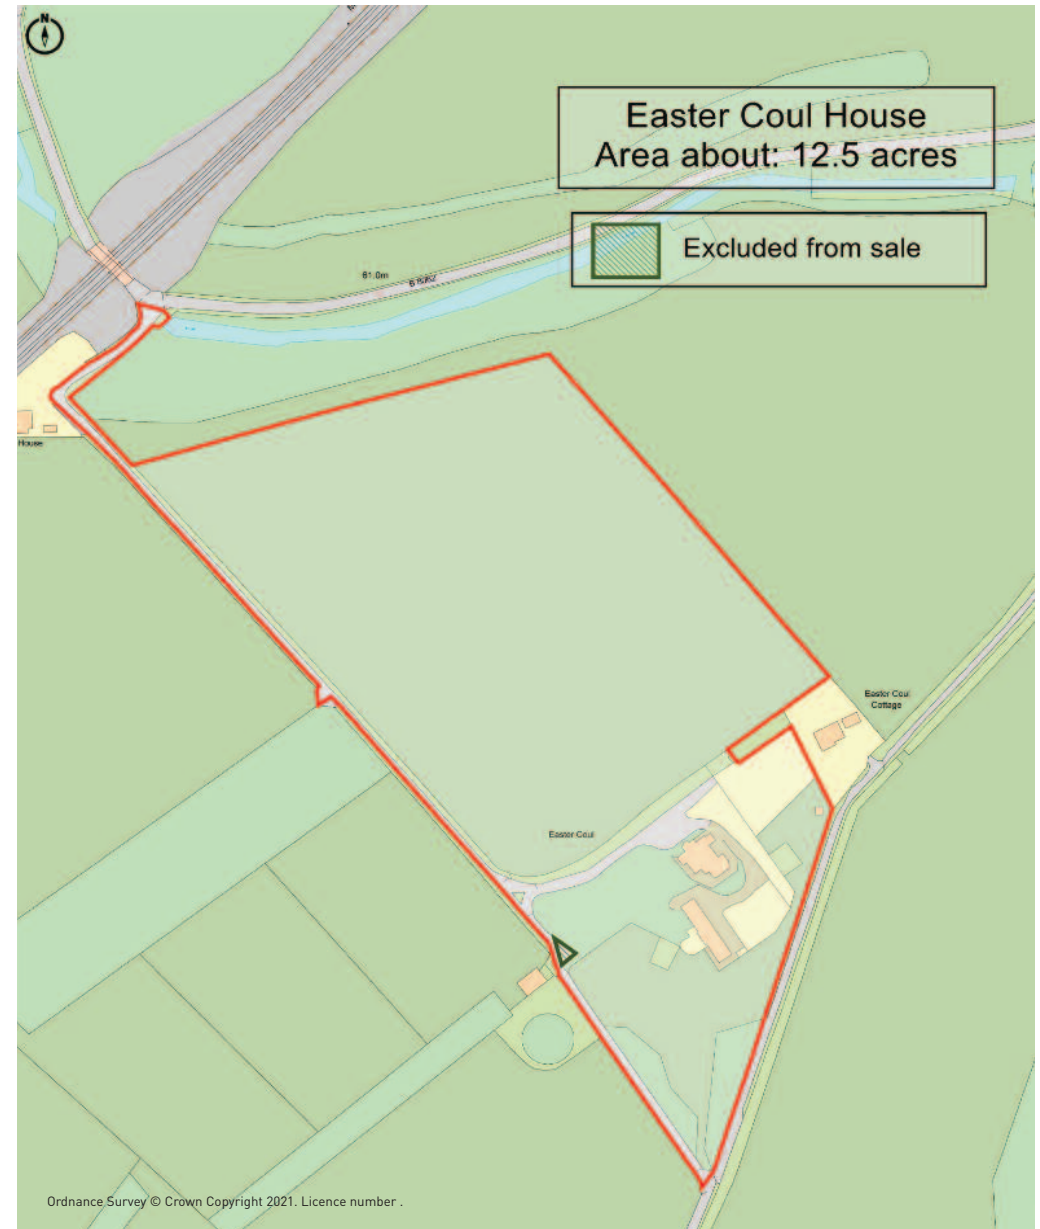 N
Easter Coul House
Area about: 12.5 acres
Excluded from sale
61.0m
House
Easter Coul
Cottage
Easter Coul
Ordnance Survey © Crown Copyright 2021. Licence number .